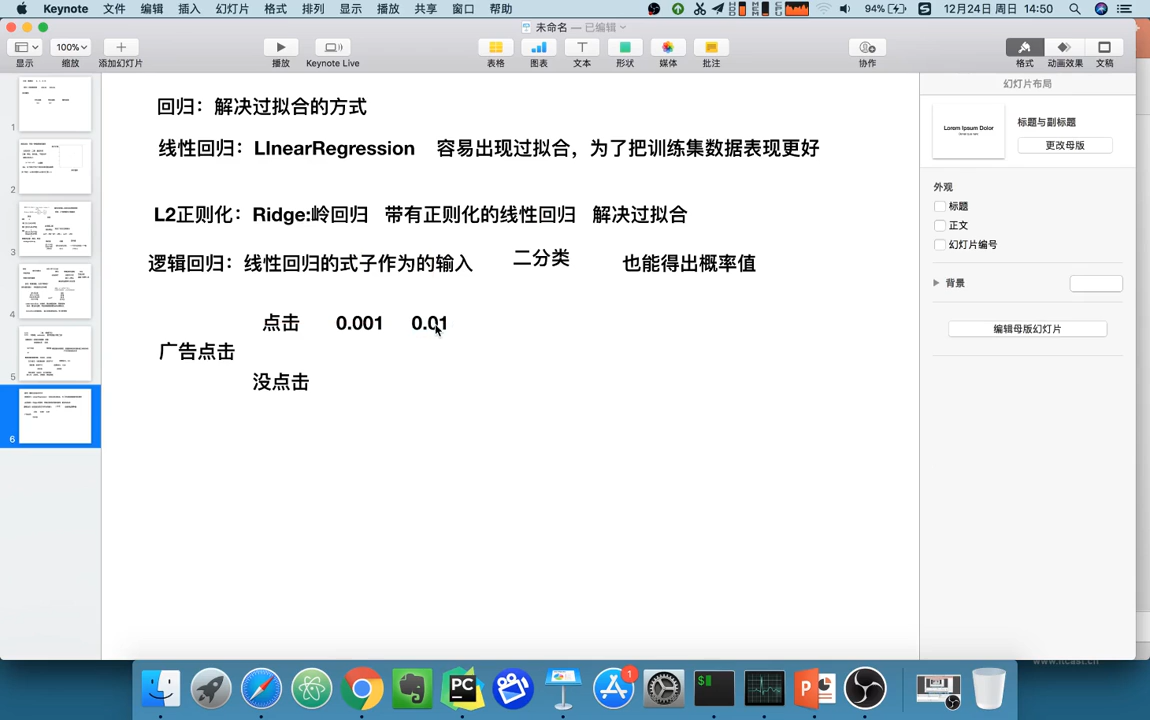 Keynote 文件 编辑 插入 幻灯片 格式 排列 显示 播放 共享 窗口 帮助 94% 12月24日 周日 14:50
未命名 — 已编辑
100%
显示 缩放 添加幻灯片 播放 Keynote Live 表格 图表 文本 形状 媒体 批注 协作 格式 动画效果 文稿
幻灯片布局
Lorem Ipsum Dolor
标题与副标题
更改母版
外观
标题
正文
幻灯片编号
背景
编辑母版幻灯片
1
2
3
4
5
6
回归：解决过拟合的方式
线性回归：LInearRegression 容易出现过拟合，为了把训练集数据表现更好
L2正则化：Ridge:岭回归 带有正则化的线性回归 解决过拟合
逻辑回归：线性回归的式子作为的输入 二分类 也能得出概率值
点击 0.001 0.01
广告点击
没点击
www.itcast.cn